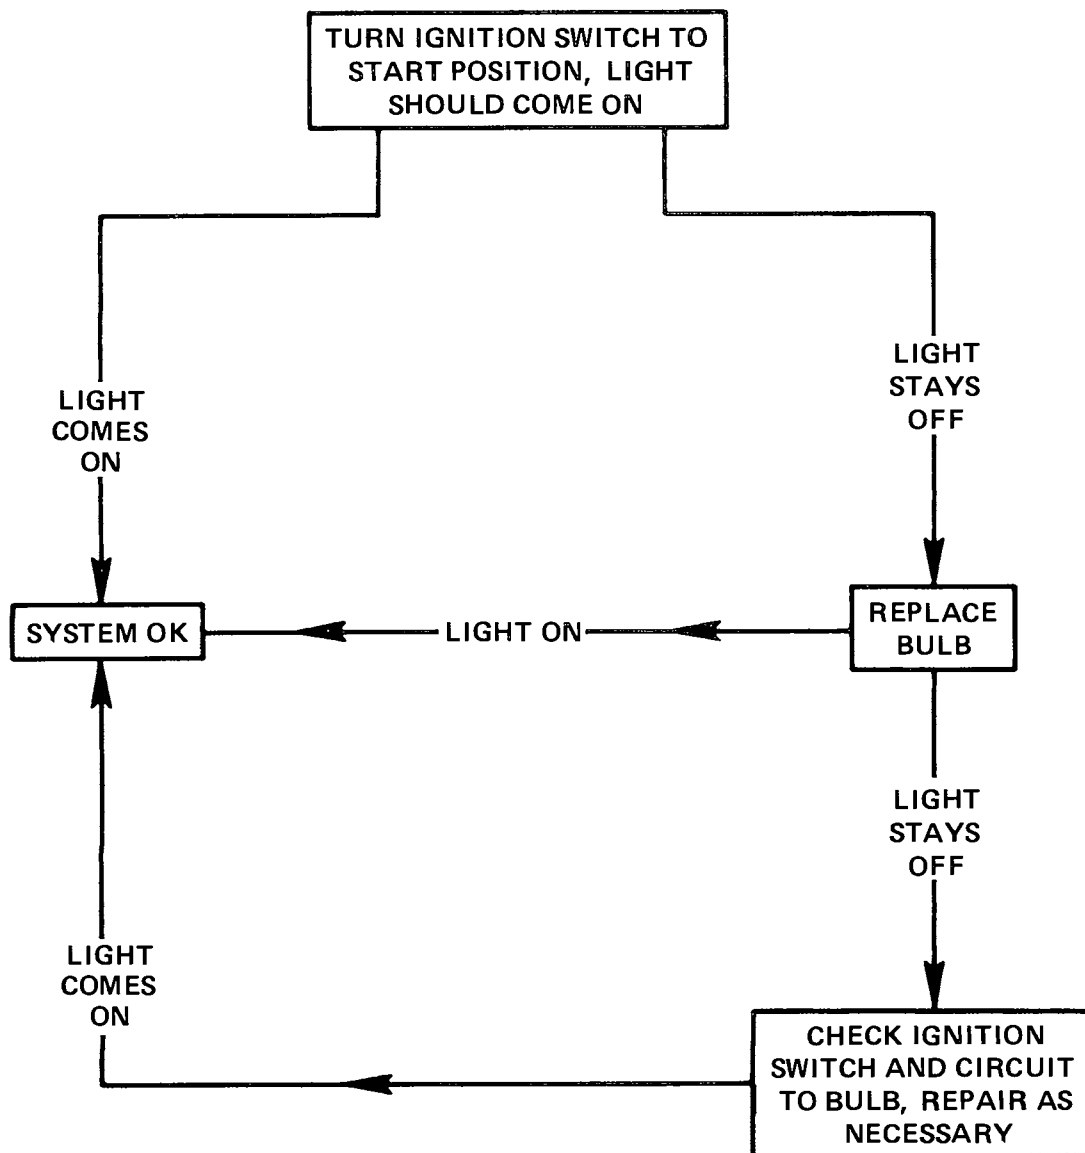 TURN IGNITION SWITCH TO
START POSITION, LIGHT
SHOULD COME ON
LIGHT
COMES
ON
LIGHT
STAYS
OFF
SYSTEM OK
LIGHT ON
REPLACE
BULB
LIGHT
STAYS
OFF
LIGHT
COMES
ON
CHECK IGNITION
SWITCH AND CIRCUIT
TO BULB, REPAIR AS
NECESSARY